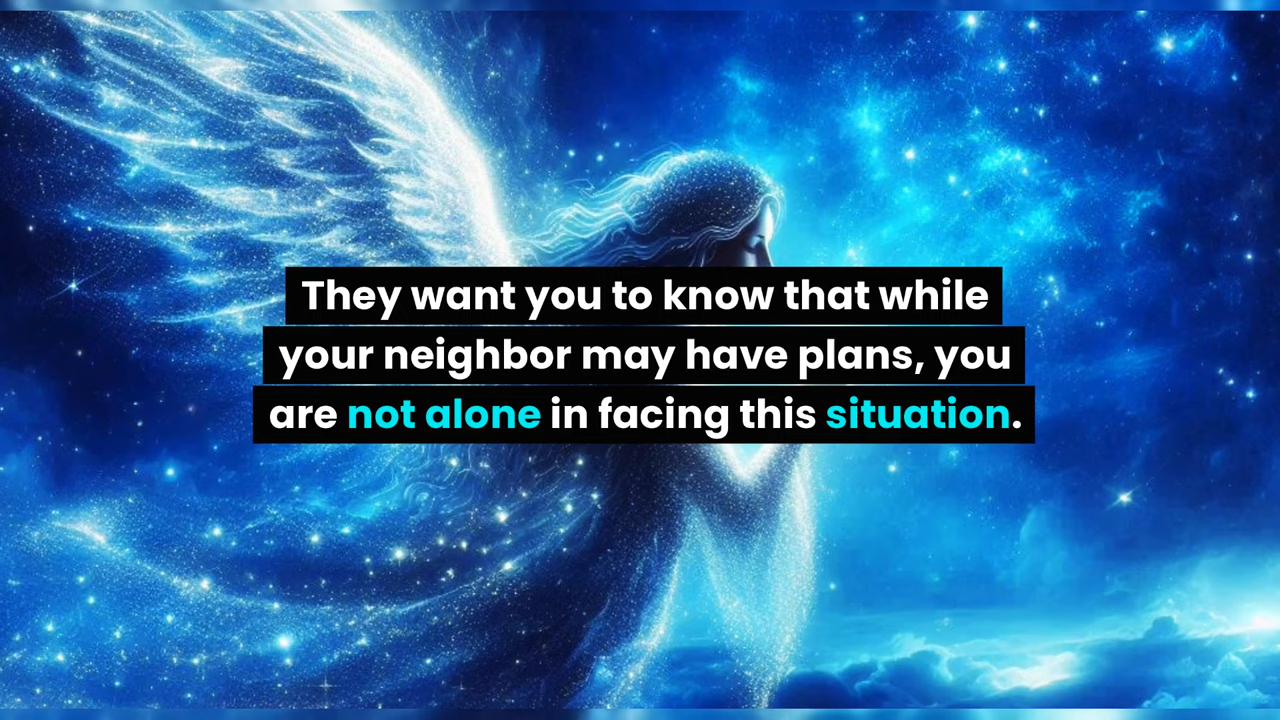 They want you to know that while
your neighbor may have plans, you
are not alone in facing this situation.